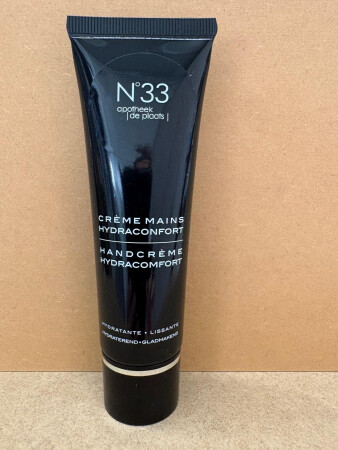 N°33
apotheek
|de plaats|
CRÈME MAINS
HYDRACONFORT
HANDCRÈME
HYDRACOMFORT
HYDRATANTE • LISSANTE
HYDRATEREND • GLADMAKEND